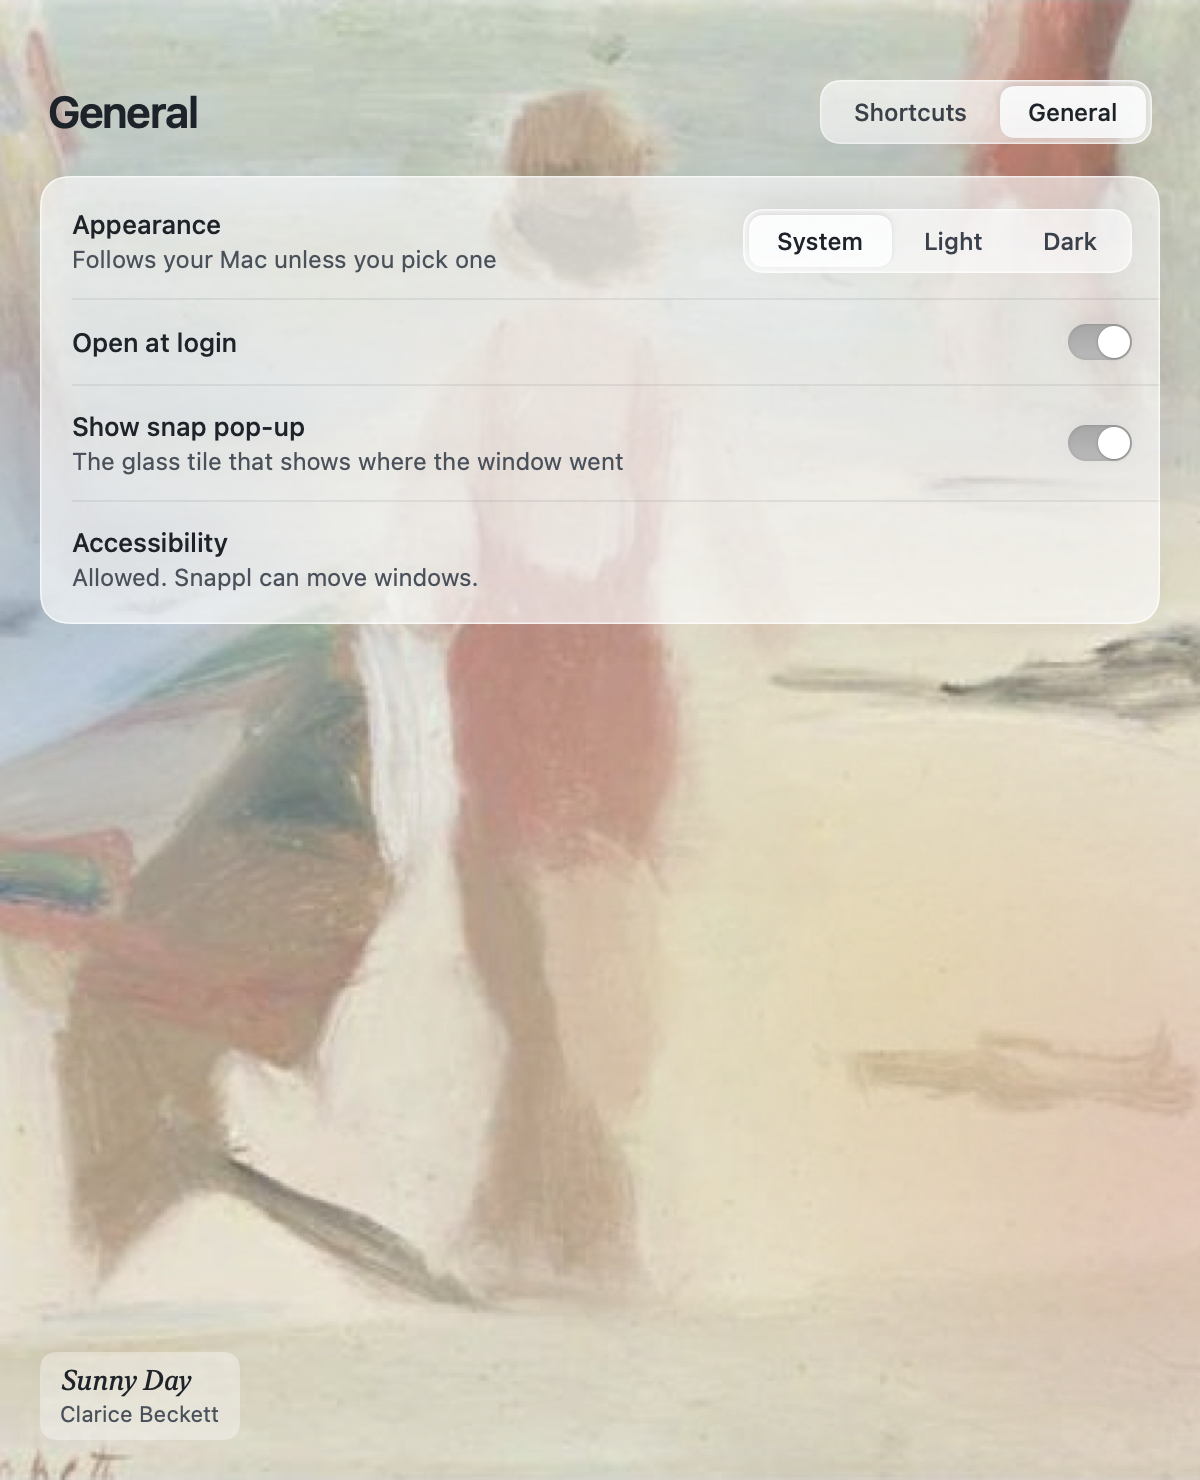 General
Shortcuts
General
Appearance
Follows your Mac unless you pick one
System
Light
Dark
Open at login
Show snap pop-up
The glass tile that shows where the window went
Accessibility
Allowed. Snappl can move windows.
Sunny Day
Clarice Beckett